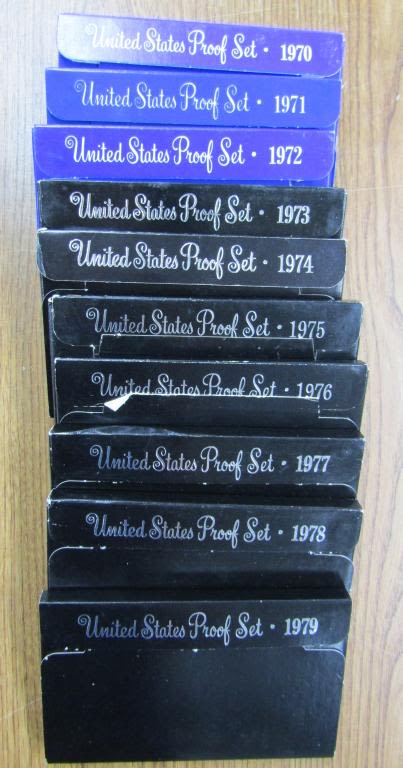 United States Proof Set · 1970
United States Proof Set · 1971
United States Proof Set · 1972
United States Proof Set · 1973
United States Proof Set · 1974
United States Proof Set · 1975
United States Proof Set · 1976
United States Proof Set · 1977
United States Proof Set · 1978
United States Proof Set · 1979